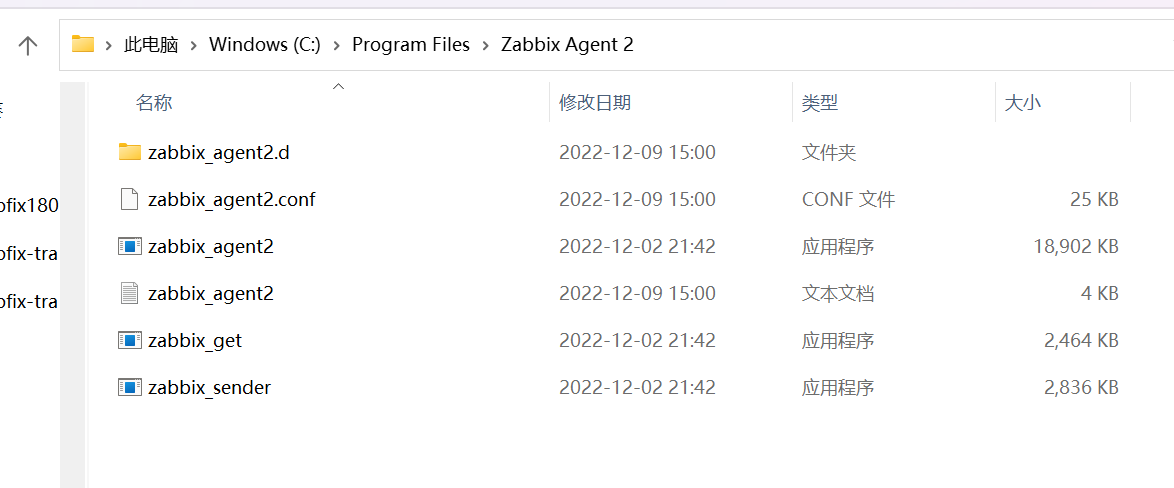 此电脑 > Windows (C:) > Program Files > Zabbix Agent 2
名称 修改日期 类型 大小
zabbix_agent2.d 2022-12-09 15:00 文件夹
zabbix_agent2.conf 2022-12-09 15:00 CONF 文件 25 KB
zabbix_agent2 2022-12-02 21:42 应用程序 18,902 KB
zabbix_agent2 2022-12-09 15:00 文本文档 4 KB
zabbix_get 2022-12-02 21:42 应用程序 2,464 KB
zabbix_sender 2022-12-02 21:42 应用程序 2,836 KB
ofix180
ofix-tra
ofix-tra